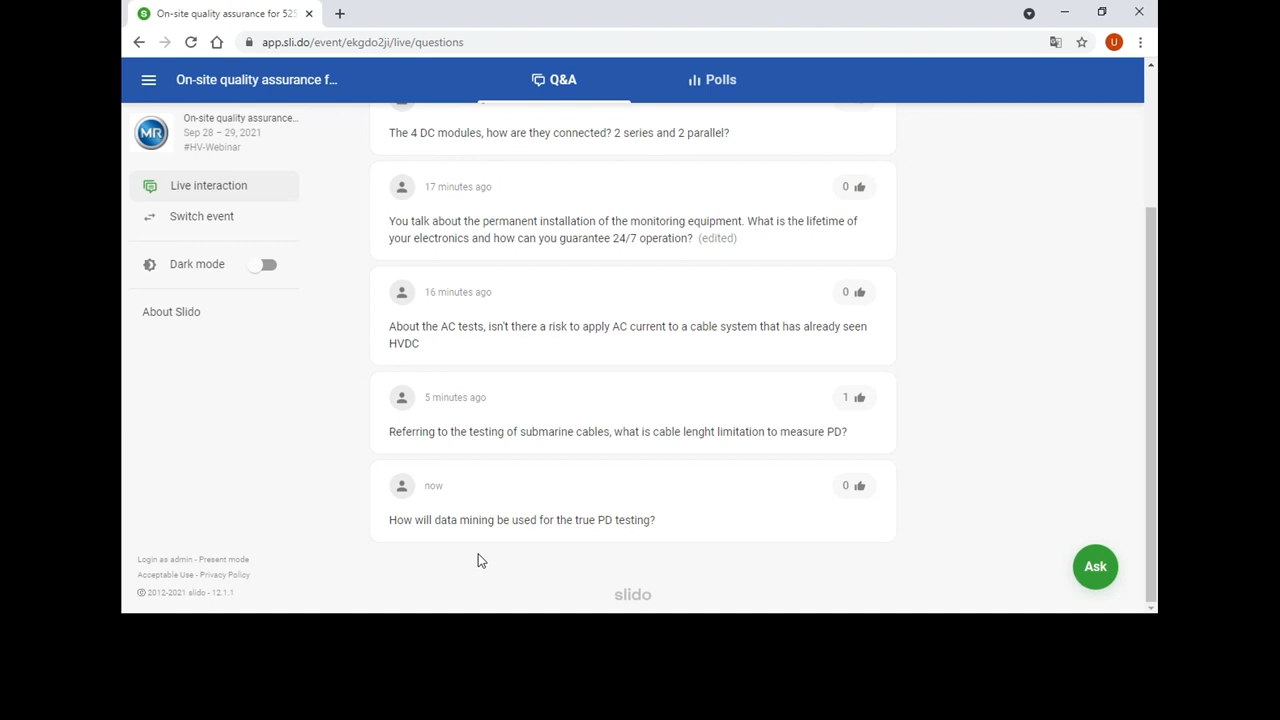 On-site quality assurance for 525
app.sli.do/event/ekgdo2ji/live/questions
U
On-site quality assurance f...
Q&A
Polls
MR
On-site quality assurance...
Sep 28 – 29, 2021
#HV-Webinar
Live interaction
Switch event
Dark mode
About Slido
The 4 DC modules, how are they connected? 2 series and 2 parallel?
17 minutes ago
0
You talk about the permanent installation of the monitoring equipment. What is the lifetime of
your electronics and how can you guarantee 24/7 operation? (edited)
16 minutes ago
0
About the AC tests, isn't there a risk to apply AC current to a cable system that has already seen
HVDC
5 minutes ago
1
Referring to the testing of submarine cables, what is cable lenght limitation to measure PD?
now
0
How will data mining be used for the true PD testing?
Login as admin - Present mode
Acceptable Use - Privacy Policy
© 2012-2021 slido - 12.1.1
slido
Ask